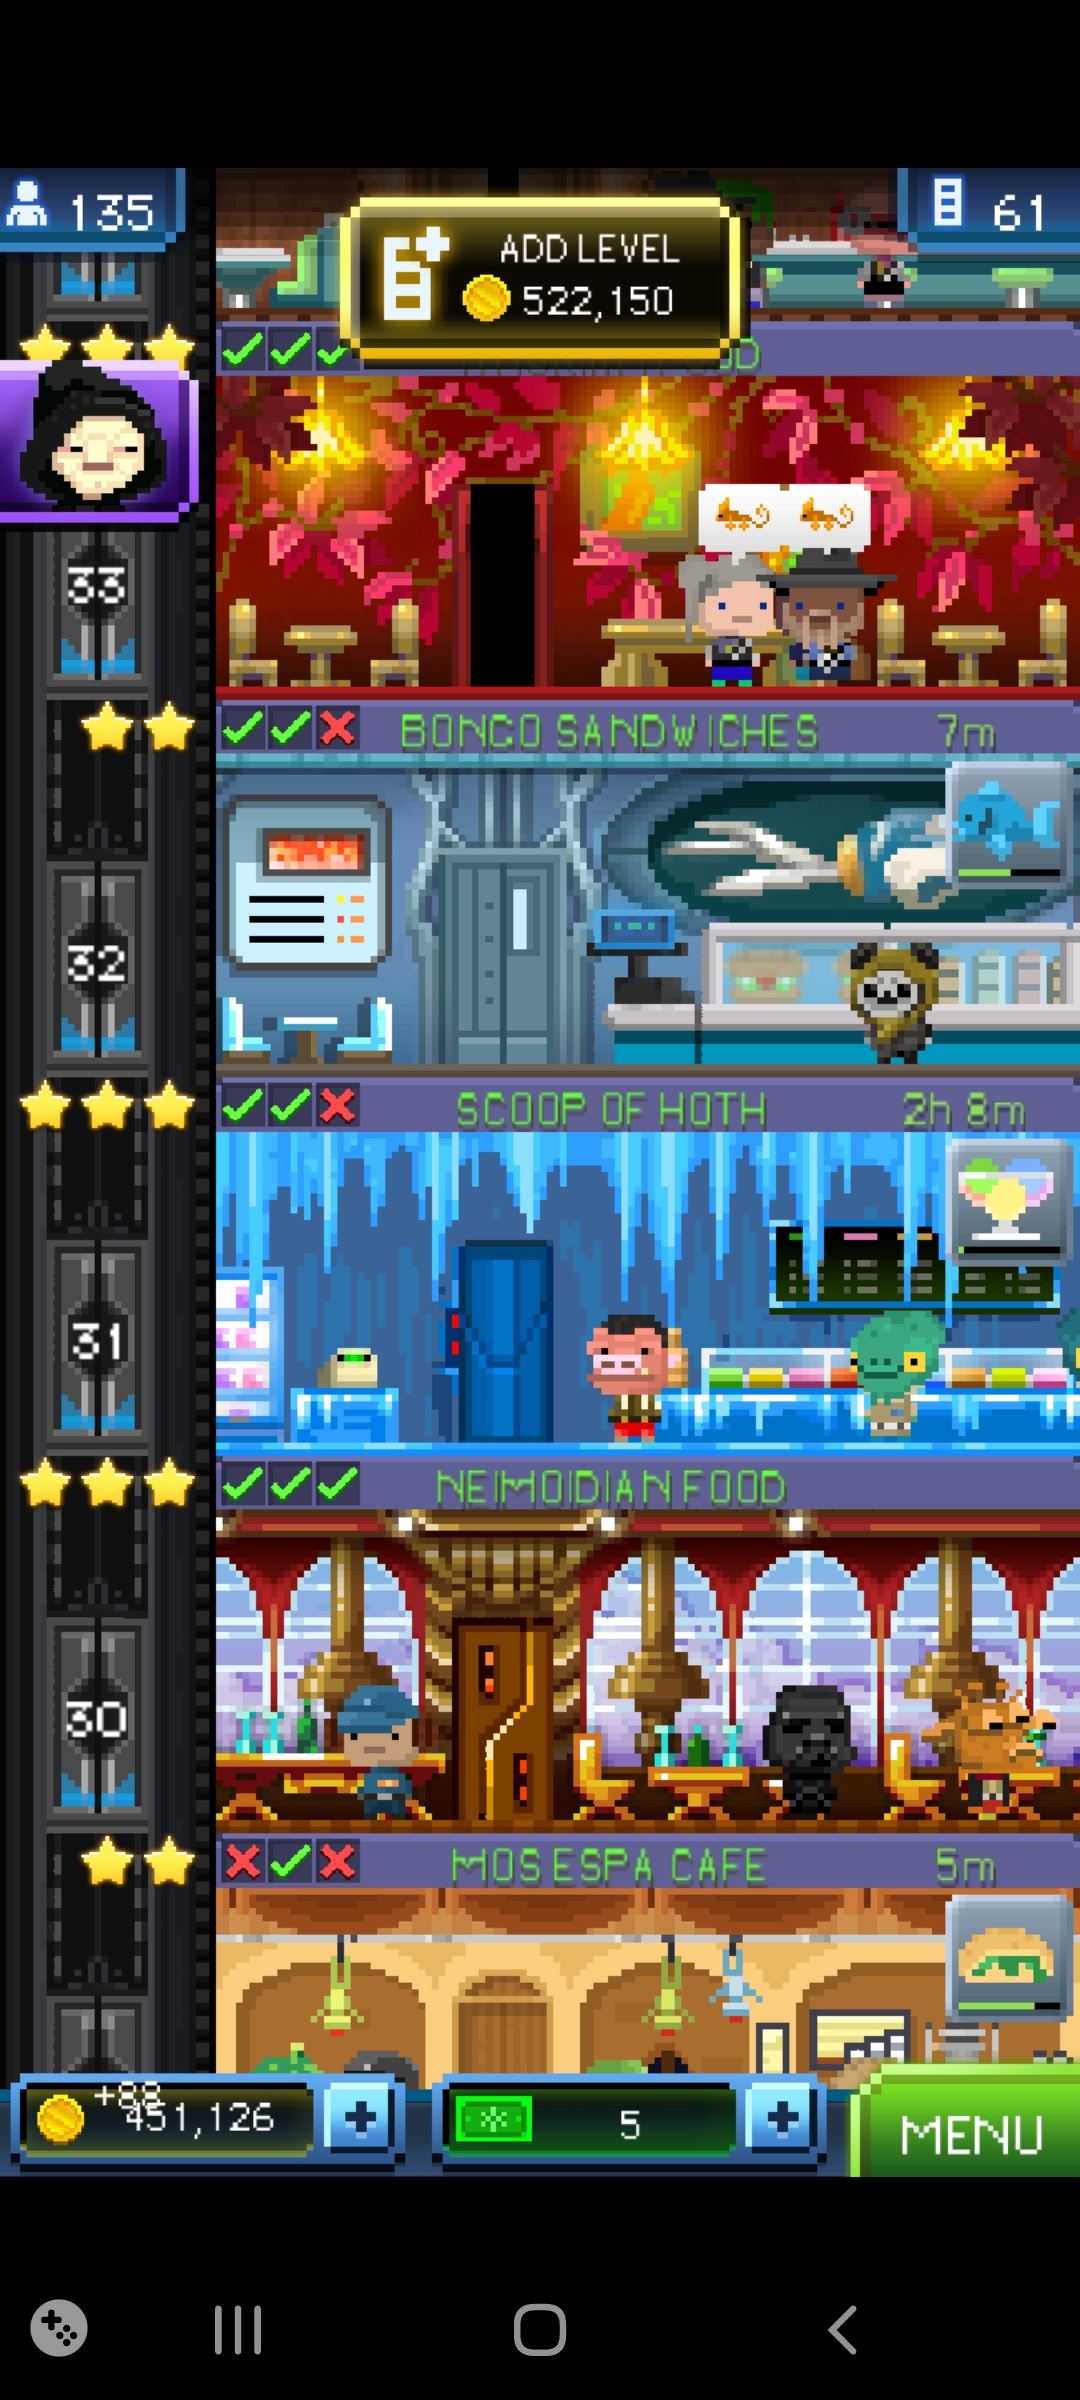 135
ADD LEVEL
522,150
61
33
BONGO SANDWICHES
7m
32
SCOOP OF HOTH
2h 8m
31
NEIMOIDIAN FOOD
30
MOS ESPA CAFE
5m
+88
451,126
5
MENU